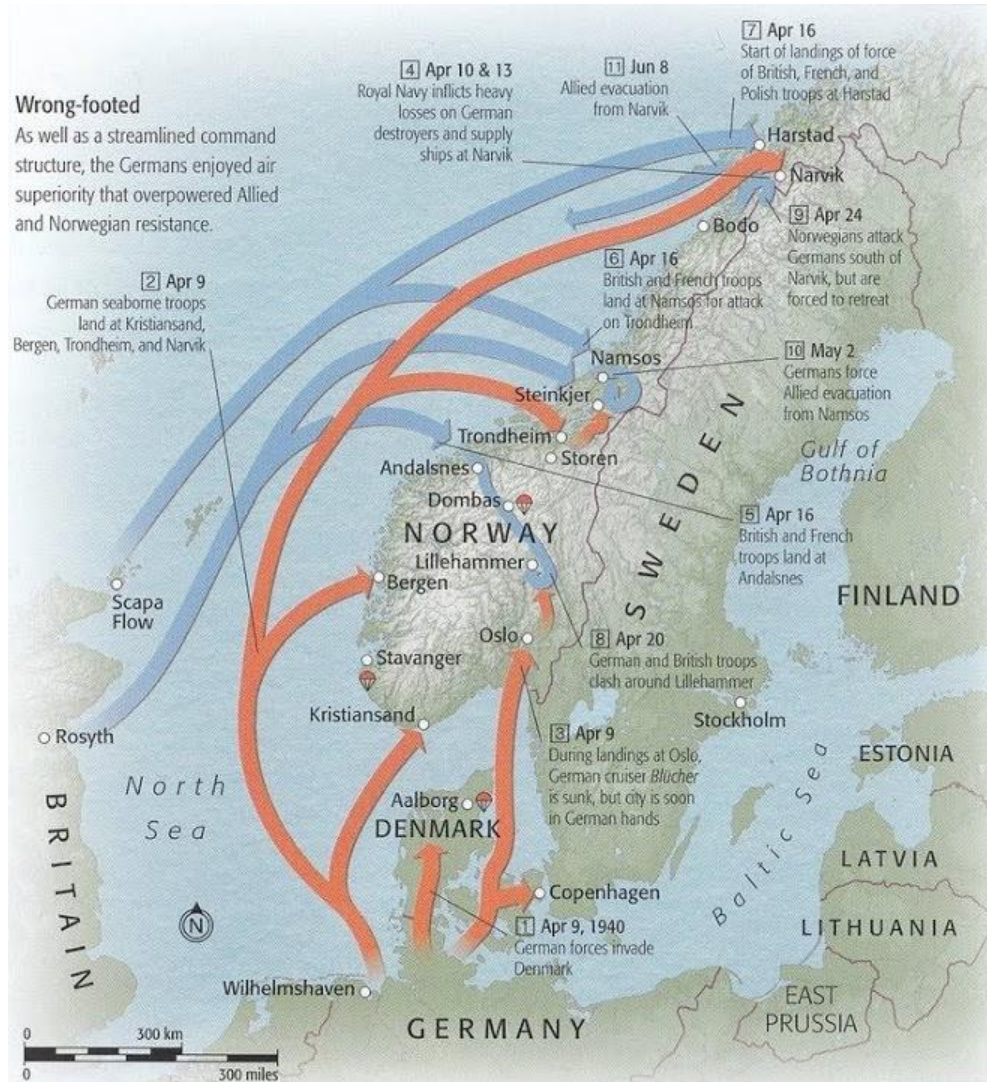 7 Apr 16
Start of landings of force
of British, French, and
Polish troops at Harstad
4 Apr 10 & 13
Royal Navy inflicts heavy
losses on German
destroyers and supply
ships at Narvik
11 Jun 8
Allied evacuation
from Narvik
Wrong-footed
As well as a streamlined command
structure, the Germans enjoyed air
superiority that overpowered Allied
and Norwegian resistance.
Harstad
Narvik
Bodo
9 Apr 24
Norwegians attack
Germans south of
Narvik, but are
forced to retreat
2 Apr 9
German seaborne troops
land at Kristiansand,
Bergen, Trondheim, and Narvik
6 Apr 16
British and French troops
land at Namsos for attack
on Trondheim
10 May 2
Germans force
Allied evacuation
from Namsos
Namsos
Steinkjer
Trondheim
Storen
Andalsnes
Dombas
NORWAY
Lillehammer
Bergen
SWEDEN
Gulf of
Bothnia
5 Apr 16
British and French
troops land at
Andalsnes
FINLAND
Scapa
Flow
Oslo
8 Apr 20
German and British troops
clash around Lillehammer
Stavanger
Kristiansand
Stockholm
Rosyth
3 Apr 9
During landings at Oslo,
German cruiser Blücher
is sunk, but city is soon
in German hands
ESTONIA
North
Sea
BRITAIN
Aalborg
DENMARK
Baltic Sea
LATVIA
LITHUANIA
Copenhagen
N
1 Apr 9, 1940
German forces invade
Denmark
Wilhelmshaven
GERMANY
EAST
PRUSSIA
0 300 km
0 300 miles